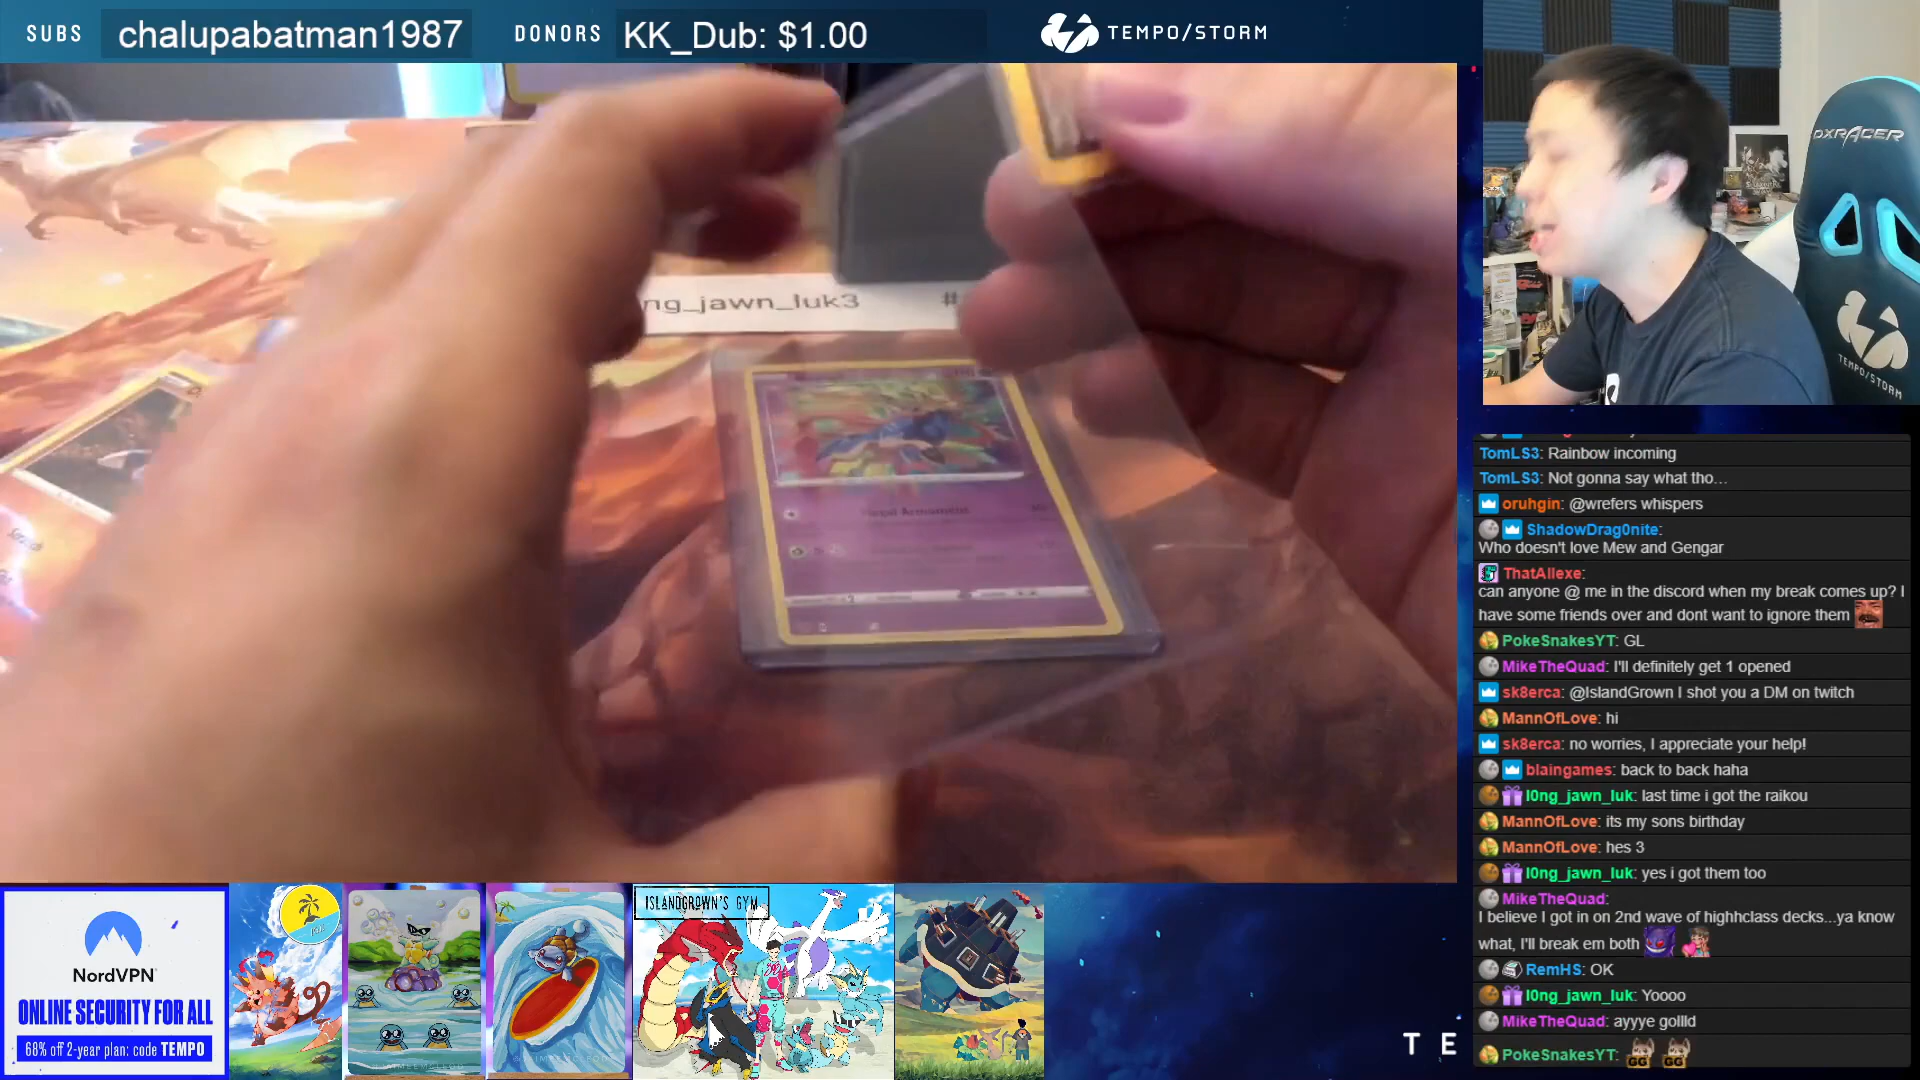 SUBS chalupabatman1987 DONORS KK_Dub: $1.00 TEMPO/STORM
DXRACER
TEMPO/STORM
ng_jawn_luk3 #
TomLS3: Rainbow incoming
TomLS3: Not gonna say what tho...
oruhgin: @wrefers whispers
ShadowDrag0nite:
Who doesn't love Mew and Gengar
ThatAllexe:
can anyone @ me in the discord when my break comes up? I
have some friends over and dont want to ignore them
PokeSnakesYT: GL
MikeTheQuad: I'll definitely get 1 opened
sk8erca: @IslandGrown I shot you a DM on twitch
MannOfLove: hi
sk8erca: no worries, I appreciate your help!
blaingames: back to back haha
l0ng_jawn_luk: last time i got the raikou
MannOfLove: its my sons birthday
MannOfLove: hes 3
l0ng_jawn_luk: yes i got them too
MikeTheQuad:
I believe I got in on 2nd wave of highhclass decks...ya know
what, I'll break em both
RemHS: OK
l0ng_jawn_luk: Yoooo
MikeTheQuad: ayyye gollld
PokeSnakesYT:
GG GG
ISLANDGROWN'S GYM
NordVPN
ONLINE SECURITY FOR ALL
68% off 2-year plan: code TEMPO
T E